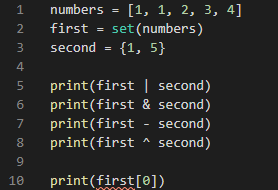 1 numbers = [1, 1, 2, 3, 4]
2 first = set(numbers)
3 second = {1, 5}
4
5 print(first | second)
6 print(first & second)
7 print(first - second)
8 print(first ^ second)
9
10 print(first[0])